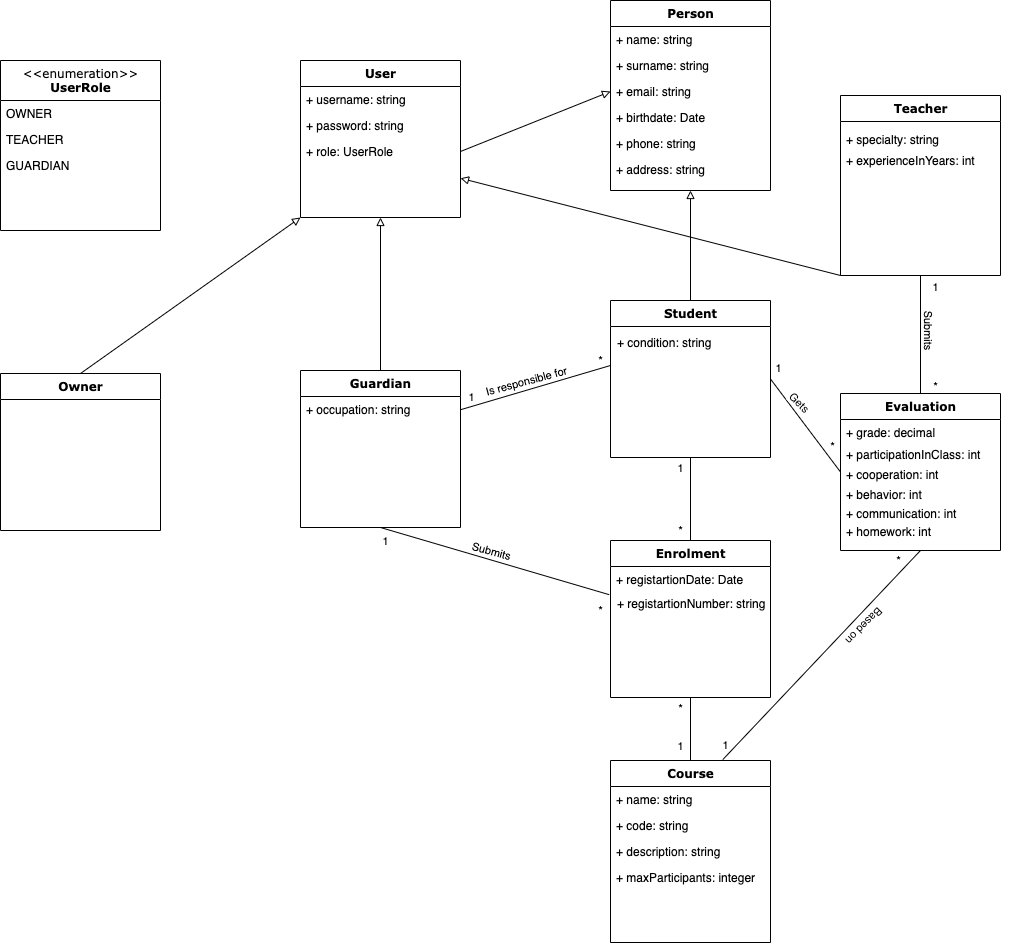 <<enumeration>>
UserRole
OWNER
TEACHER
GUARDIAN
User
+ username: string
+ password: string
+ role: UserRole
Person
+ name: string
+ surname: string
+ email: string
+ birthdate: Date
+ phone: string
+ address: string
Teacher
+ specialty: string
+ experienceInYears: int
1
Submits
*
Owner
Guardian
+ occupation: string
1
Is responsible for
*
Student
+ condition: string
1
Gets
*
Evaluation
+ grade: decimal
+ participationInClass: int
+ cooperation: int
+ behavior: int
+ communication: int
+ homework: int
1
*
1
Submits
*
Enrolment
+ registartionDate: Date
+ registartionNumber: string
*
Based on
1
*
1
Course
+ name: string
+ code: string
+ description: string
+ maxParticipants: integer